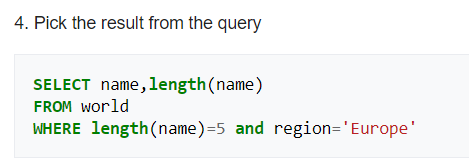 4. Pick the result from the query
SELECT name,length(name)
FROM world
WHERE length(name)=5 and region='Europe'